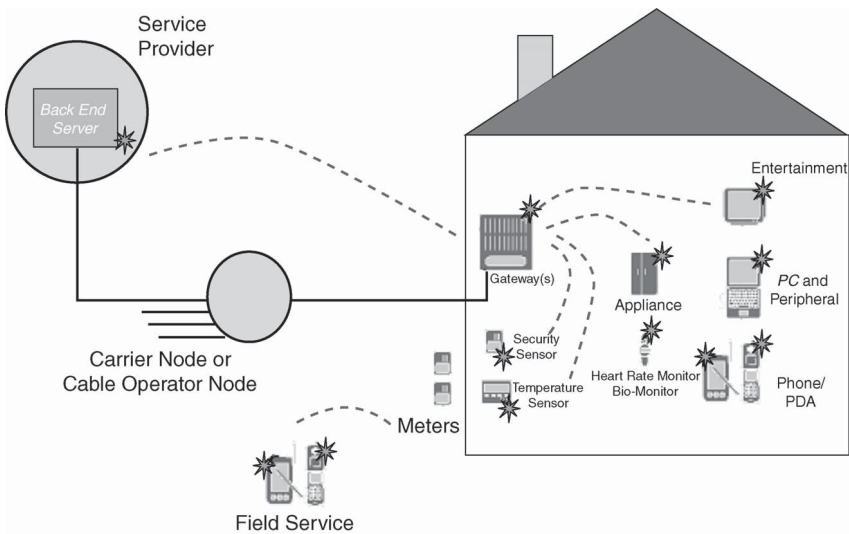 Service
Provider
Back End
Server
Entertainment
Gateway(s)
Appliance
PC and
Peripheral
Security
Sensor
Heart Rate Monitor
Bio-Monitor
Temperature
Sensor
Phone/
PDA
Carrier Node or
Cable Operator Node
Meters
Field Service